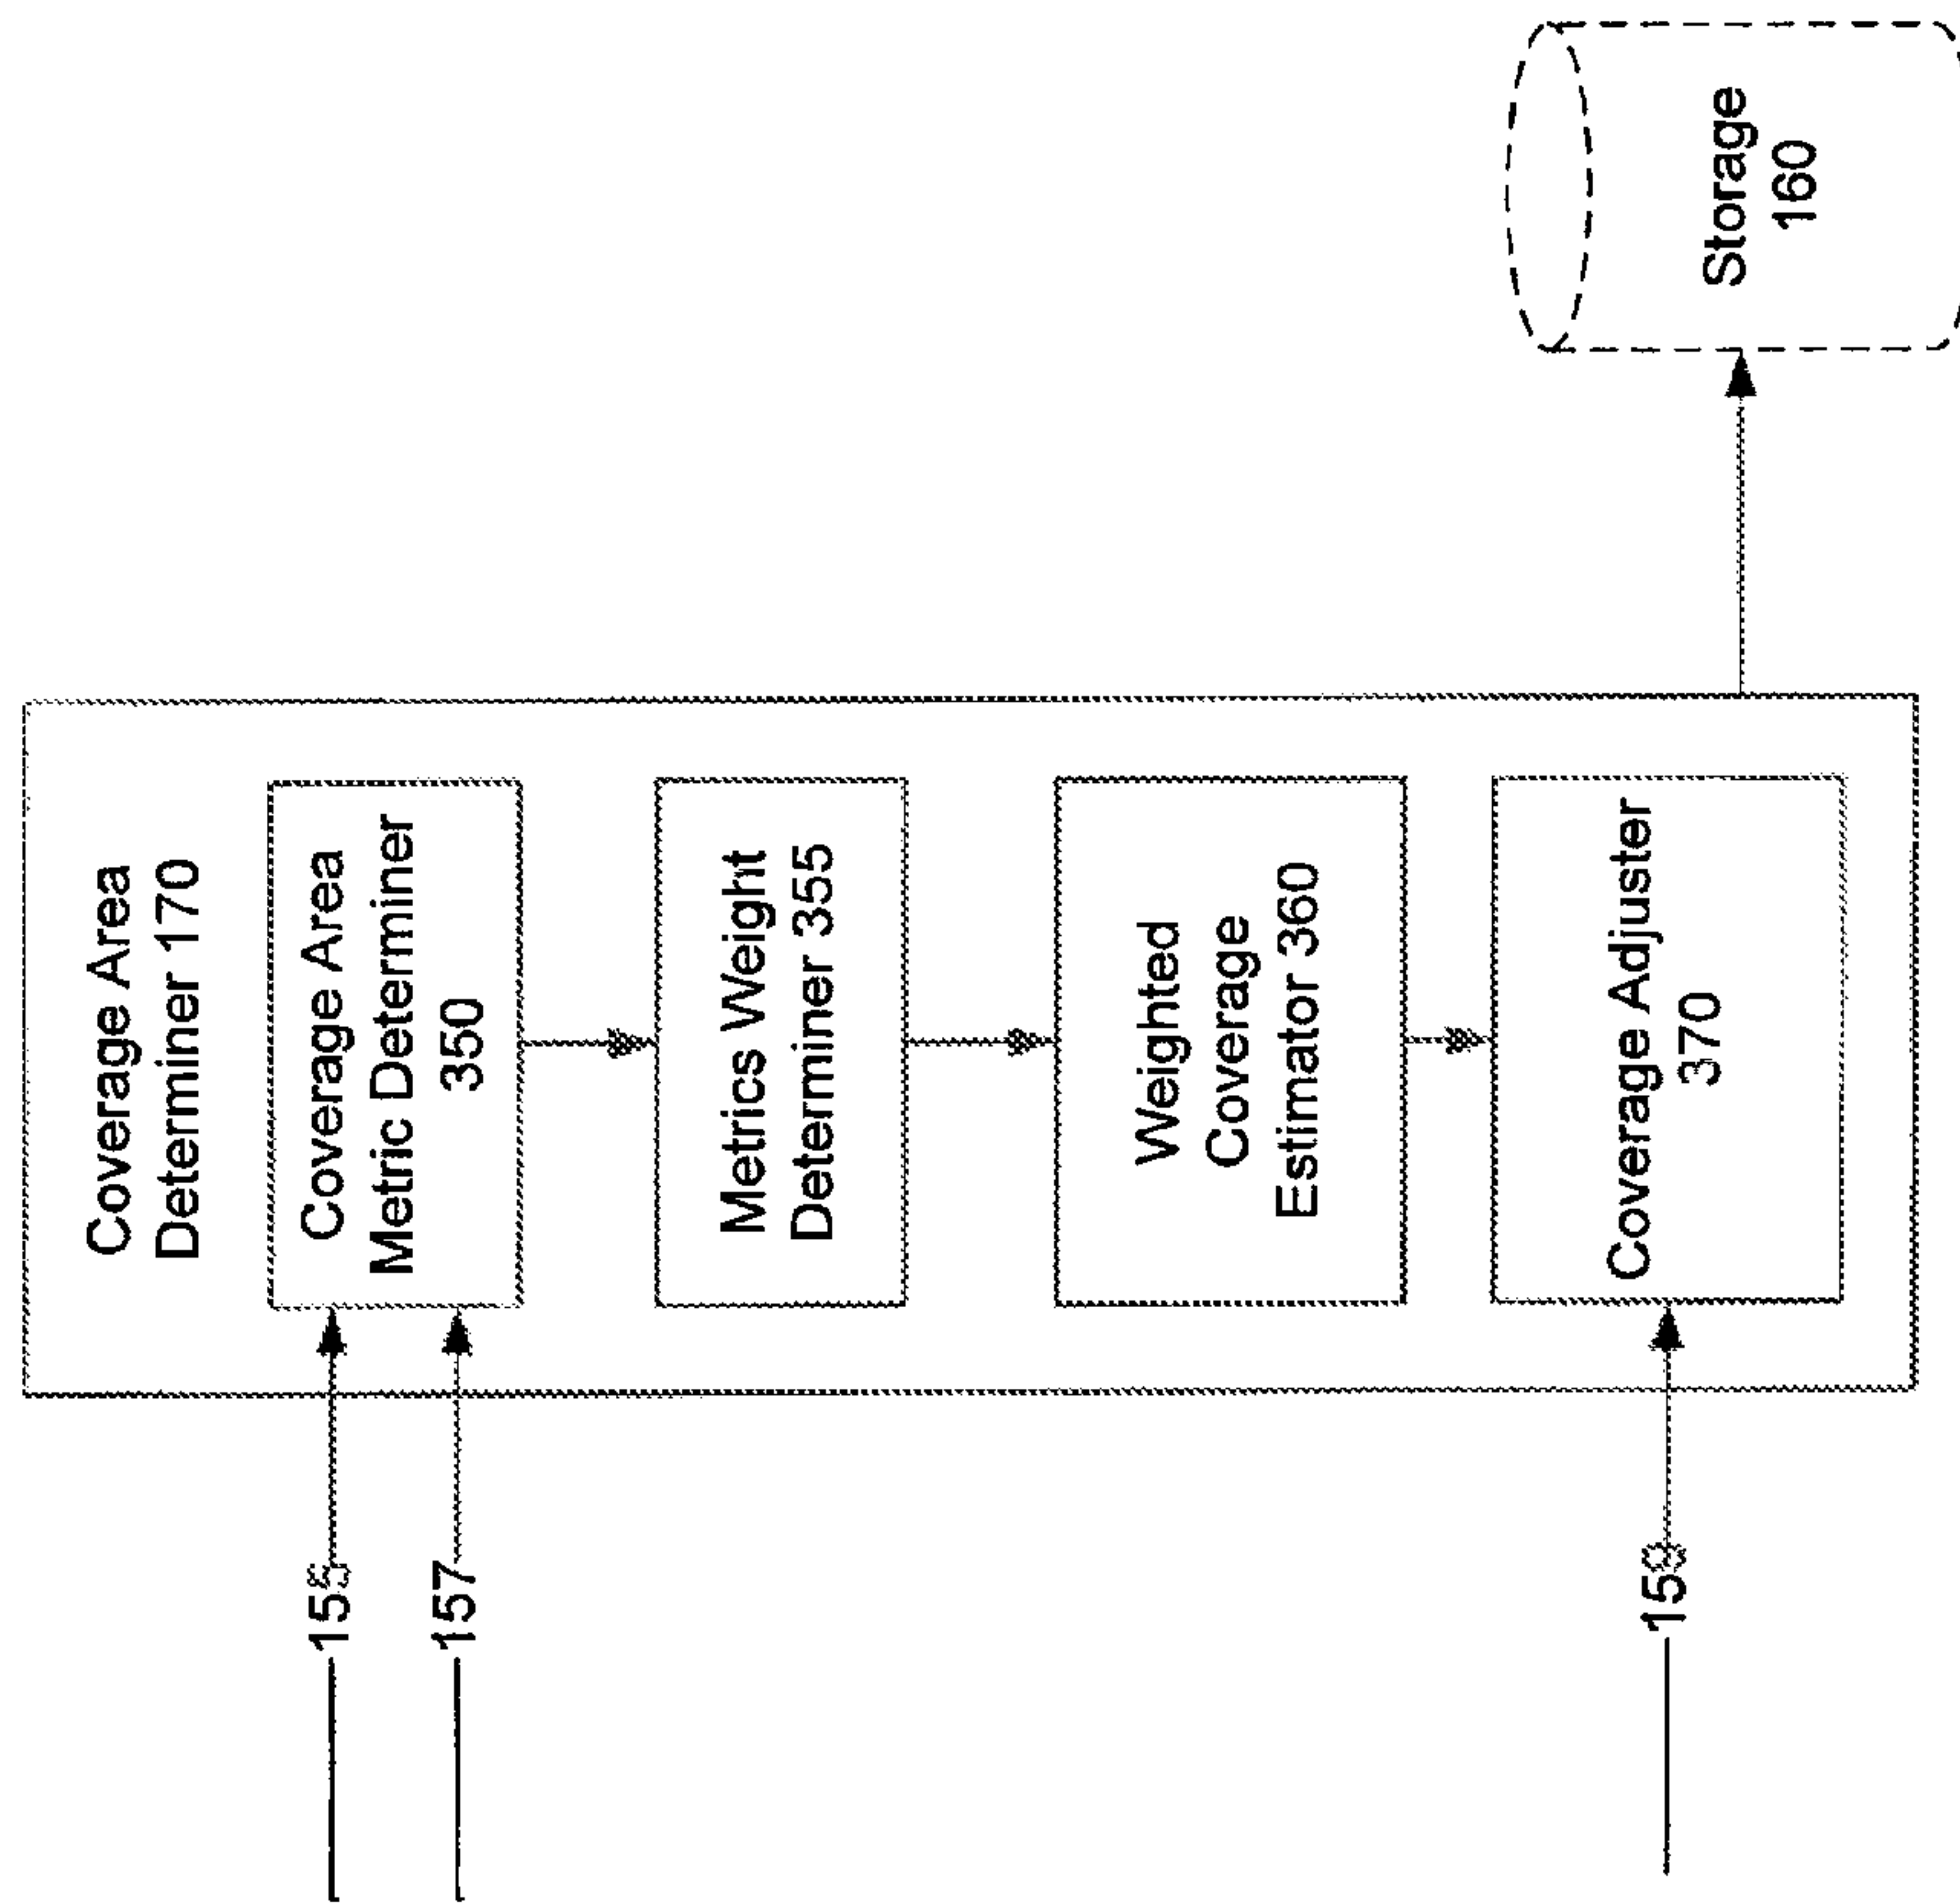 Coverage Area
Determiner 170
Coverage Area
Metric Determiner
350
Metrics Weight
Determiner 355
Weighted
Coverage
Estimator 360
Coverage Adjuster
370
155
157
Storage
160